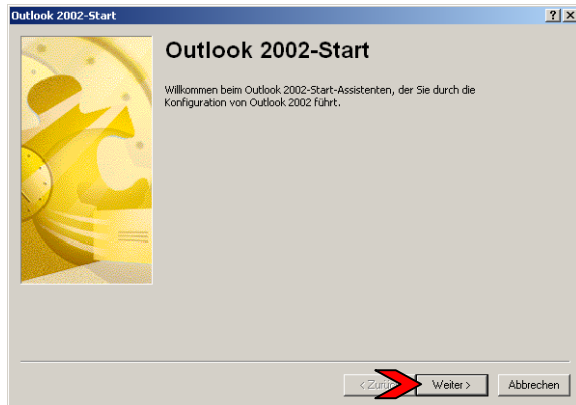 Outlook 2002-Start
Outlook 2002-Start
Willkommen beim Outlook 2002-Start-Assistenten, der Sie durch die
Konfiguration von Outlook 2002 führt.
Weiter >
Abbrechen